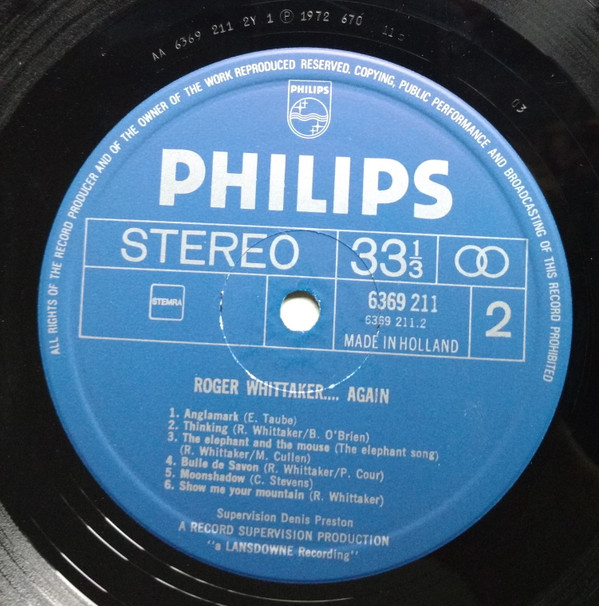 AA 6369 211 2Y 1 Ⓟ 1972 670 11
03
ALL RIGHTS OF THE RECORD PRODUCER AND OF THE OWNER OF THE WORK REPRODUCED RESERVED. COPYING, PUBLIC PERFORMANCE AND BROADCASTING OF THIS RECORD PROHIBITED
PHILIPS
PHILIPS
STEREO
33 1/3
STEMRA
6369 211
6369 211.2
MADE IN HOLLAND
2
ROGER WHITTAKER.... AGAIN
1. Anglamark (E. Taube)
2. Thinking (R. Whittaker/B. O'Brien)
3. The elephant and the mouse (The elephant song)
(R. Whittaker/M. Cullen)
4. Bulle de Savon (R. Whittaker/P. Cour)
5. Moonshadow (C. Stevens)
6. Show me your mountain (R. Whittaker)
Supervision Denis Preston
A RECORD SUPERVISION PRODUCTION
"a LANSDOWNE Recording"